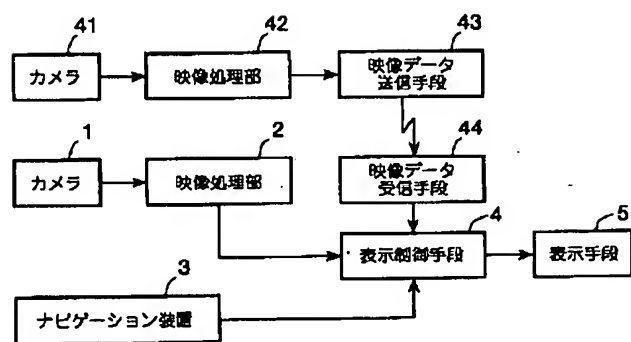 41
42
43
カメラ
映像処理部
映像データ
送信手段
1
2
44
カメラ
映像処理部
映像データ
受信手段
4
5
表示制御手段
表示手段
3
ナビゲーション装置